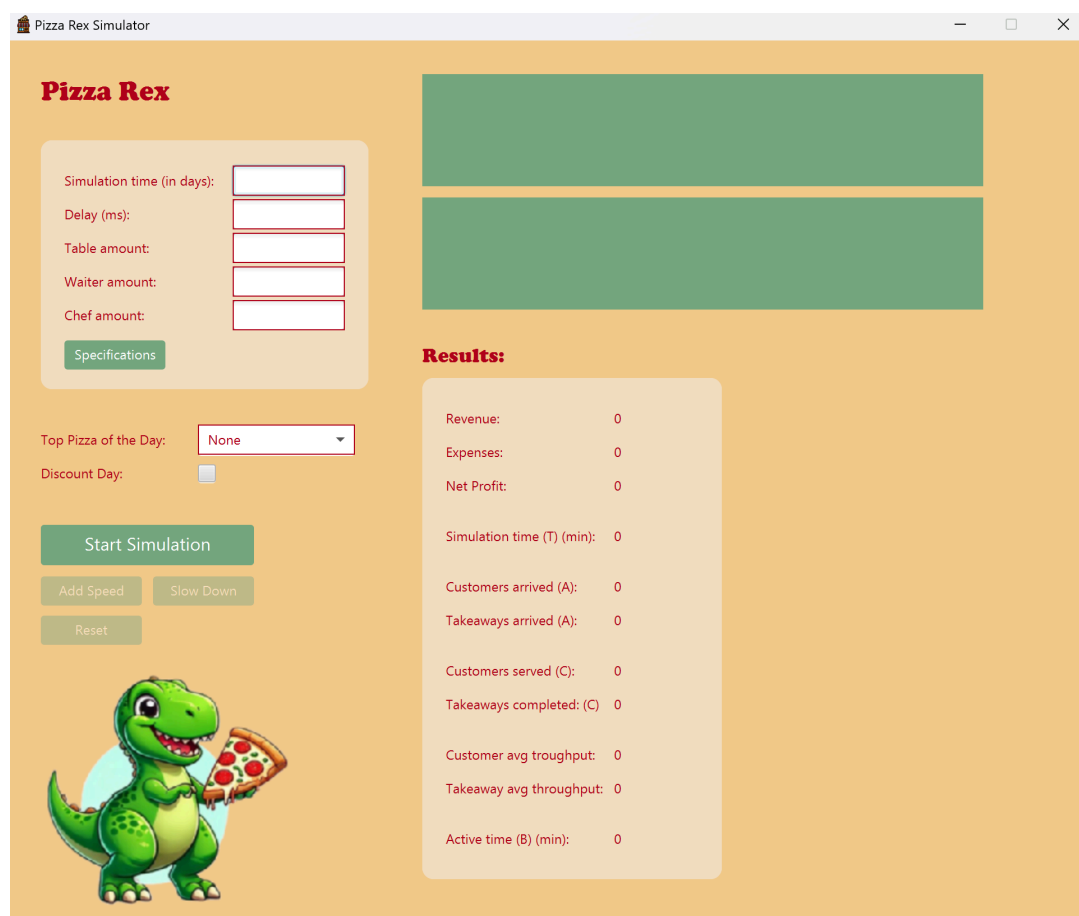 Pizza Rex Simulator
Pizza Rex
Simulation time (in days):
Delay (ms):
Table amount:
Waiter amount:
Chef amount:
Specifications
Top Pizza of the Day: None
Discount Day:
Start Simulation
Add Speed Slow Down
Reset
Results:
Revenue: 0
Expenses: 0
Net Profit: 0
Simulation time (T) (min): 0
Customers arrived (A): 0
Takeaways arrived (A): 0
Customers served (C): 0
Takeaways completed: (C) 0
Customer avg troughput: 0
Takeaway avg throughput: 0
Active time (B) (min): 0